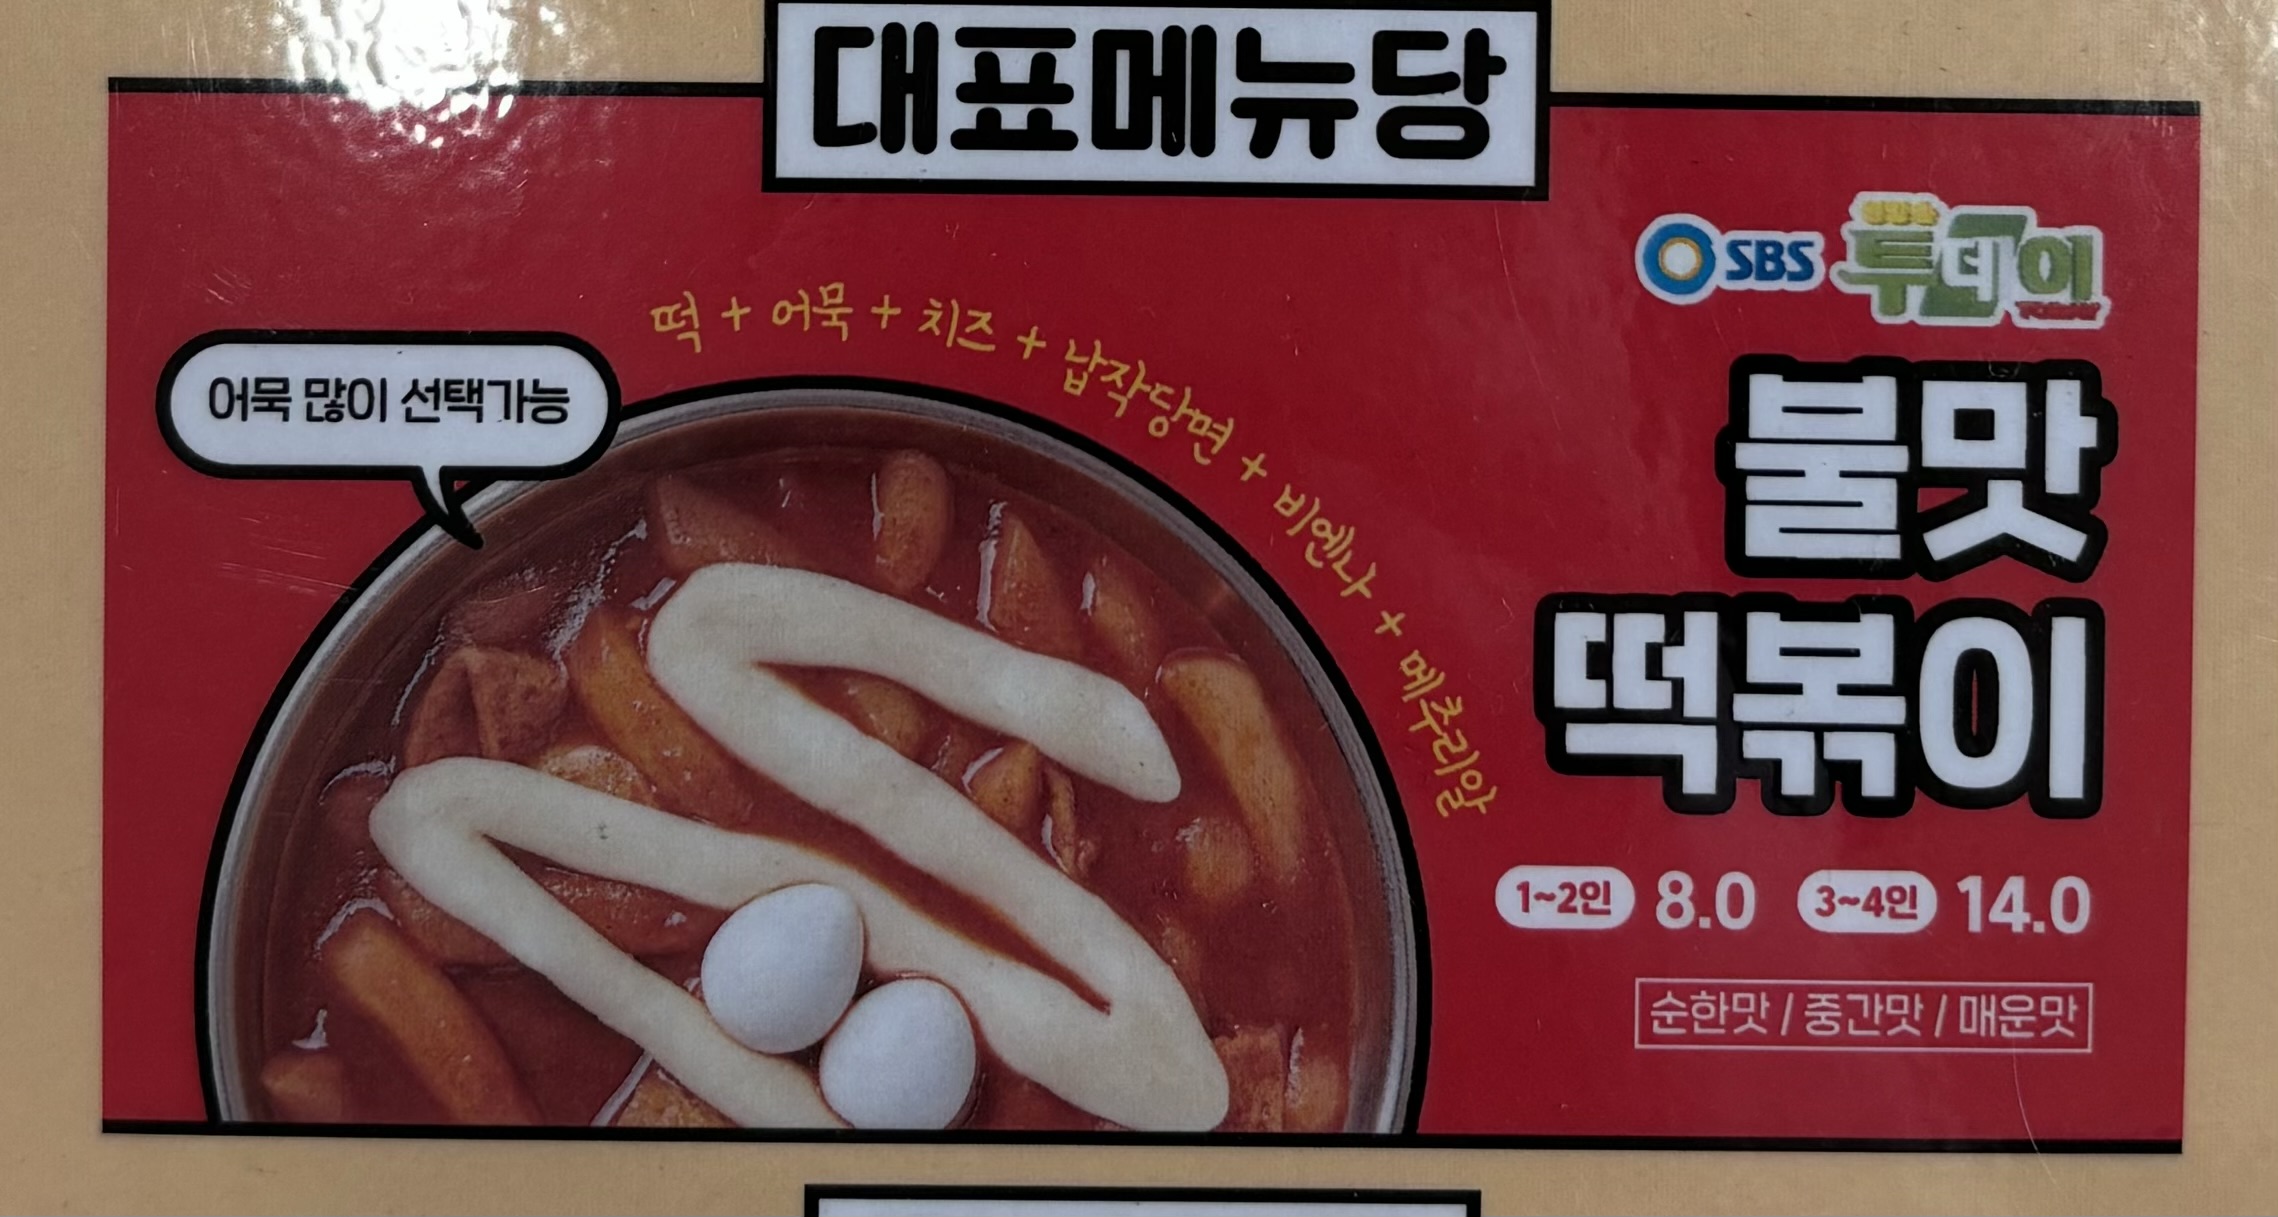 대표메뉴당
SBS 투데이
떡 + 어묵 + 치즈 + 납작당면 + 비엔나 + 메추리알
어묵 많이 선택가능
불맛
떡볶이
1~2인 8.0 3~4인 14.0
순한맛 / 중간맛 / 매운맛